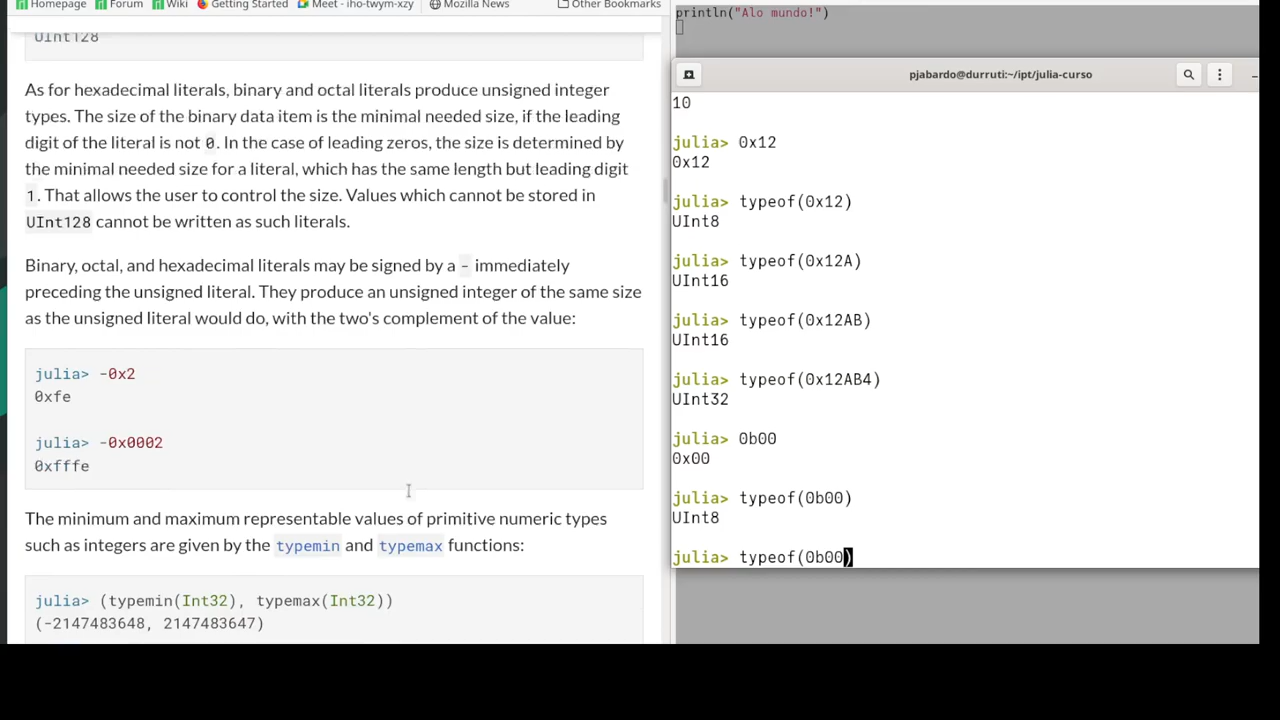 Homepage Forum Wiki Getting Started Meet - iho-twym-xzy Mozilla News Other Bookmarks
UInt128
As for hexadecimal literals, binary and octal literals produce unsigned integer
types. The size of the binary data item is the minimal needed size, if the leading
digit of the literal is not 0. In the case of leading zeros, the size is determined by
the minimal needed size for a literal, which has the same length but leading digit
1. That allows the user to control the size. Values which cannot be stored in
UInt128 cannot be written as such literals.
Binary, octal, and hexadecimal literals may be signed by a - immediately
preceding the unsigned literal. They produce an unsigned integer of the same size
as the unsigned literal would do, with the two's complement of the value:
julia> -0x2
0xfe
julia> -0x0002
0xfffe
The minimum and maximum representable values of primitive numeric types
such as integers are given by the typemin and typemax functions:
julia> (typemin(Int32), typemax(Int32))
(-2147483648, 2147483647)
println("Alo mundo!")
pjabardo@durruti:~/ipt/julia-curso
10
julia> 0x12
0x12
julia> typeof(0x12)
UInt8
julia> typeof(0x12A)
UInt16
julia> typeof(0x12AB)
UInt16
julia> typeof(0x12AB4)
UInt32
julia> 0b00
0x00
julia> typeof(0b00)
UInt8
julia> typeof(0b00)